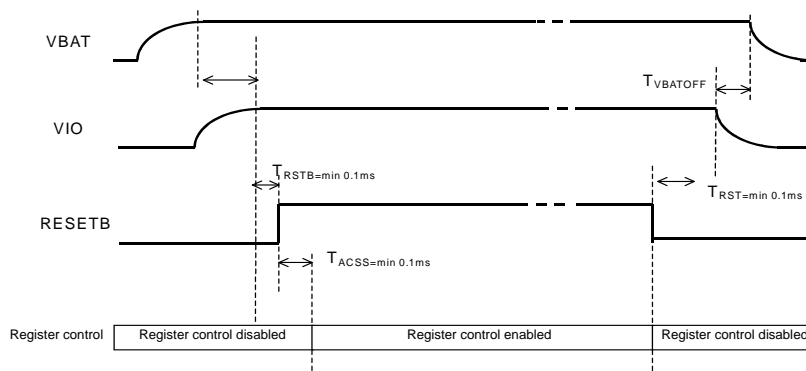 VBAT
TVBATOFF
VIO
TRSTB=min 0.1ms
TRST=min 0.1ms
RESETB
TACSS=min 0.1ms
Register control
Register control disabled
Register control enabled
Register control disabled